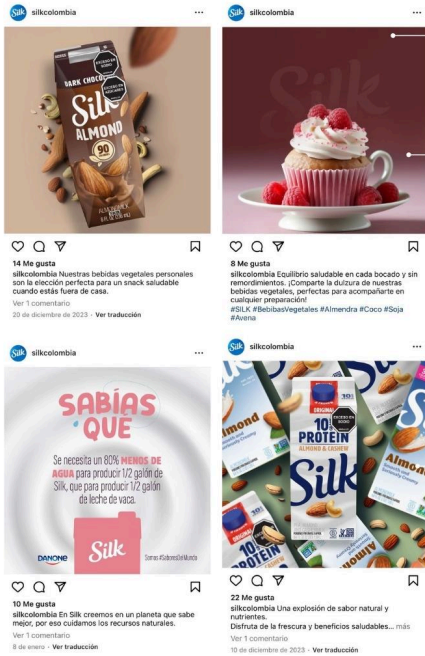 Silk silkcolombia ...
DARK CHOCO
EXCESO EN
SODIO
EXCESO EN
AZÚCARES
Silk
ALMOND
90
14 Me gusta
silkcolombia Nuestras bebidas vegetales personales
son la elección perfecta para un snack saludable
cuando estás fuera de casa.
Ver 1 comentario
20 de diciembre de 2023 · Ver traducción
Silk silkcolombia ...
Silk
8 Me gusta
silkcolombia Equilibrio saludable en cada bocado y sin
remordimientos. ¡Comparte la dulzura de nuestras
bebidas vegetales, perfectas para acompañarte en
cualquier preparación!
#SILK #BebibasVegetales #Almendra #Coco #Soja
#Avena
Silk silkcolombia ...
SABÍAS
QUÉ
Se necesita un 80% MENOS DE
AGUA para producir 1/2 galón de
Silk, que para producir 1/2 galón
de leche de vaca.
Silk
DANONE
10 Me gusta
silkcolombia En Silk creemos en un planeta que sabe
mejor, por eso cuidamos los recursos naturales.
Ver 1 comentario
8 de enero · Ver traducción
Silk silkcolombia ...
ORIGINAL
10g
PROTEIN
ALMOND & CASHEW
Silk
EXCESO EN
SODIO
Almond
22 Me gusta
silkcolombia Una explosión de sabor natural y
nutrientes.
Disfruta de la frescura y beneficios saludables... más
Ver 1 comentario
10 de diciembre de 2023 · Ver traducción